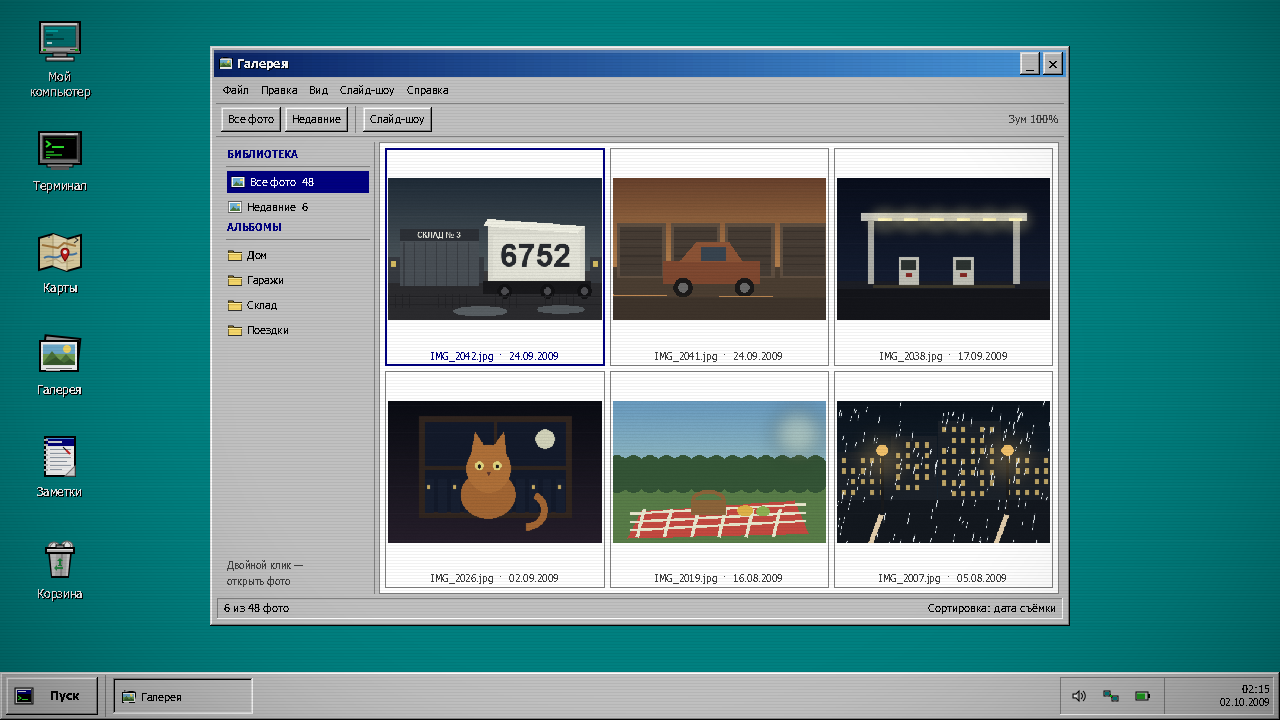 Мой
компьютер
Терминал
Карты
Галерея
Заметки
Корзина
Галерея
Файл Правка Вид Слайд-шоу Справка
Все фото Недавние Слайд-шоу Зум 100%
БИБЛИОТЕКА
Все фото 48
Недавние 6
АЛЬБОМЫ
Дом
Гаражи
Склад
Поездки
Двойной клик —
открыть фото
СКЛАД № 3
6752
IMG_2042.jpg · 24.09.2009
IMG_2041.jpg · 24.09.2009
IMG_2038.jpg · 17.09.2009
IMG_2026.jpg · 02.09.2009
IMG_2019.jpg · 16.08.2009
IMG_2007.jpg · 05.08.2009
6 из 48 фото
Сортировка: дата съёмки
Пуск
Галерея
02:15
02.10.2009